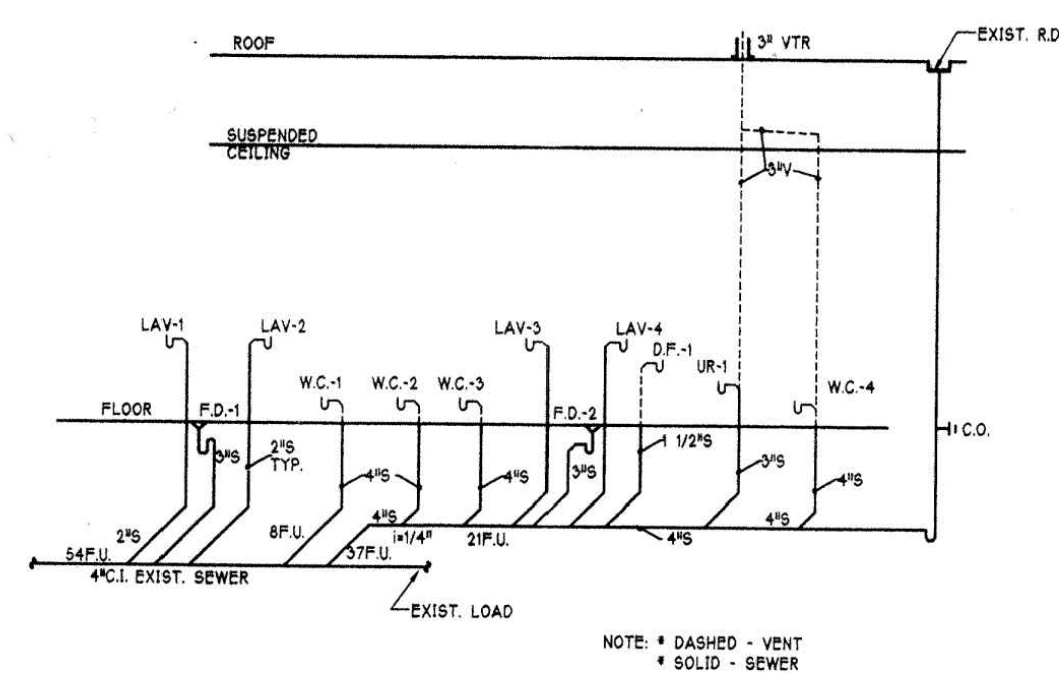 ROOF
3" VTR
EXIST. R.D
SUSPENDED
CEILING
3"V
LAV-1
LAV-2
LAV-3
LAV-4
D.F.-1
UR-1
W.C.-1
W.C.-2
W.C.-3
W.C.-4
FLOOR
F.D.-1
F.D.-2
C.O.
3"S
2"S
TYP.
4"S
4"S
3"S
1 1/2"S
3"S
4"S
2"S
8F.U.
4"S
i=1/4"
21F.U.
4"S
4"S
54F.U.
37F.U.
4"C.I. EXIST. SEWER
EXIST. LOAD
NOTE: * DASHED - VENT
* SOLID - SEWER